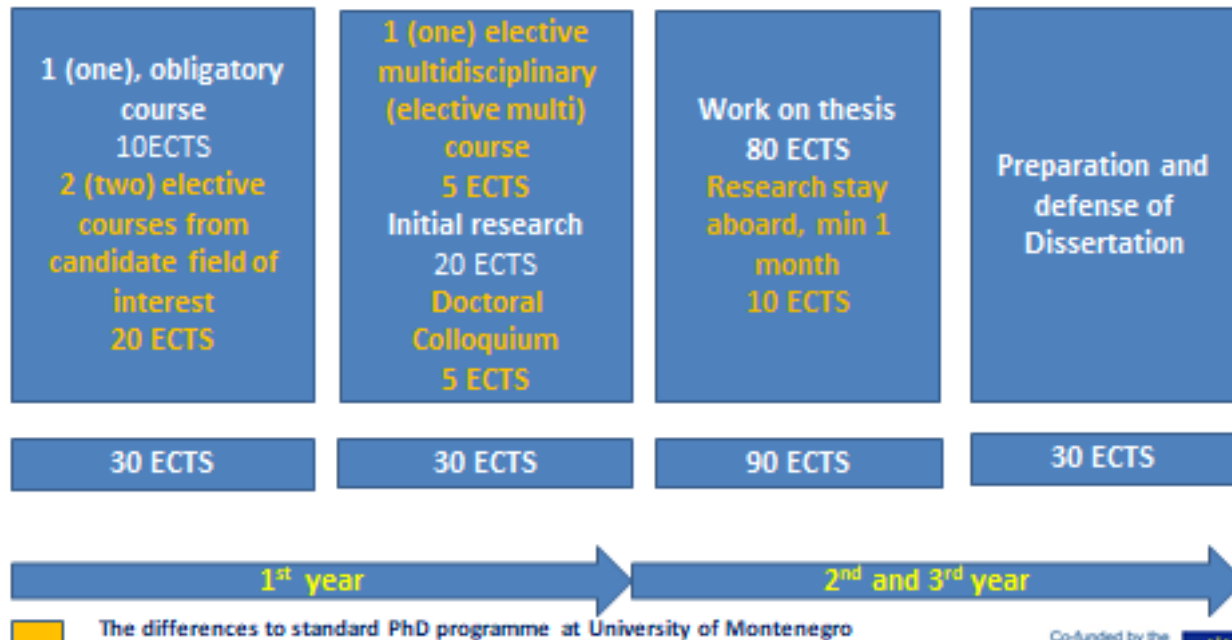 1 (one), obligatory
course
10ECTS
2 (two) elective
courses from
candidate field of
interest
20 ECTS
1 (one) elective
multidisciplinary
(elective multi)
course
5 ECTS
Initial research
20 ECTS
Doctoral
Colloquium
5 ECTS
Work on thesis
80 ECTS
Research stay
aboard, min 1
month
10 ECTS
Preparation and
defense of
Dissertation
30 ECTS
30 ECTS
90 ECTS
30 ECTS
1st year
2nd and 3rd year
The differences to standard PhD programme at University of Montenegro
Co-funded by the